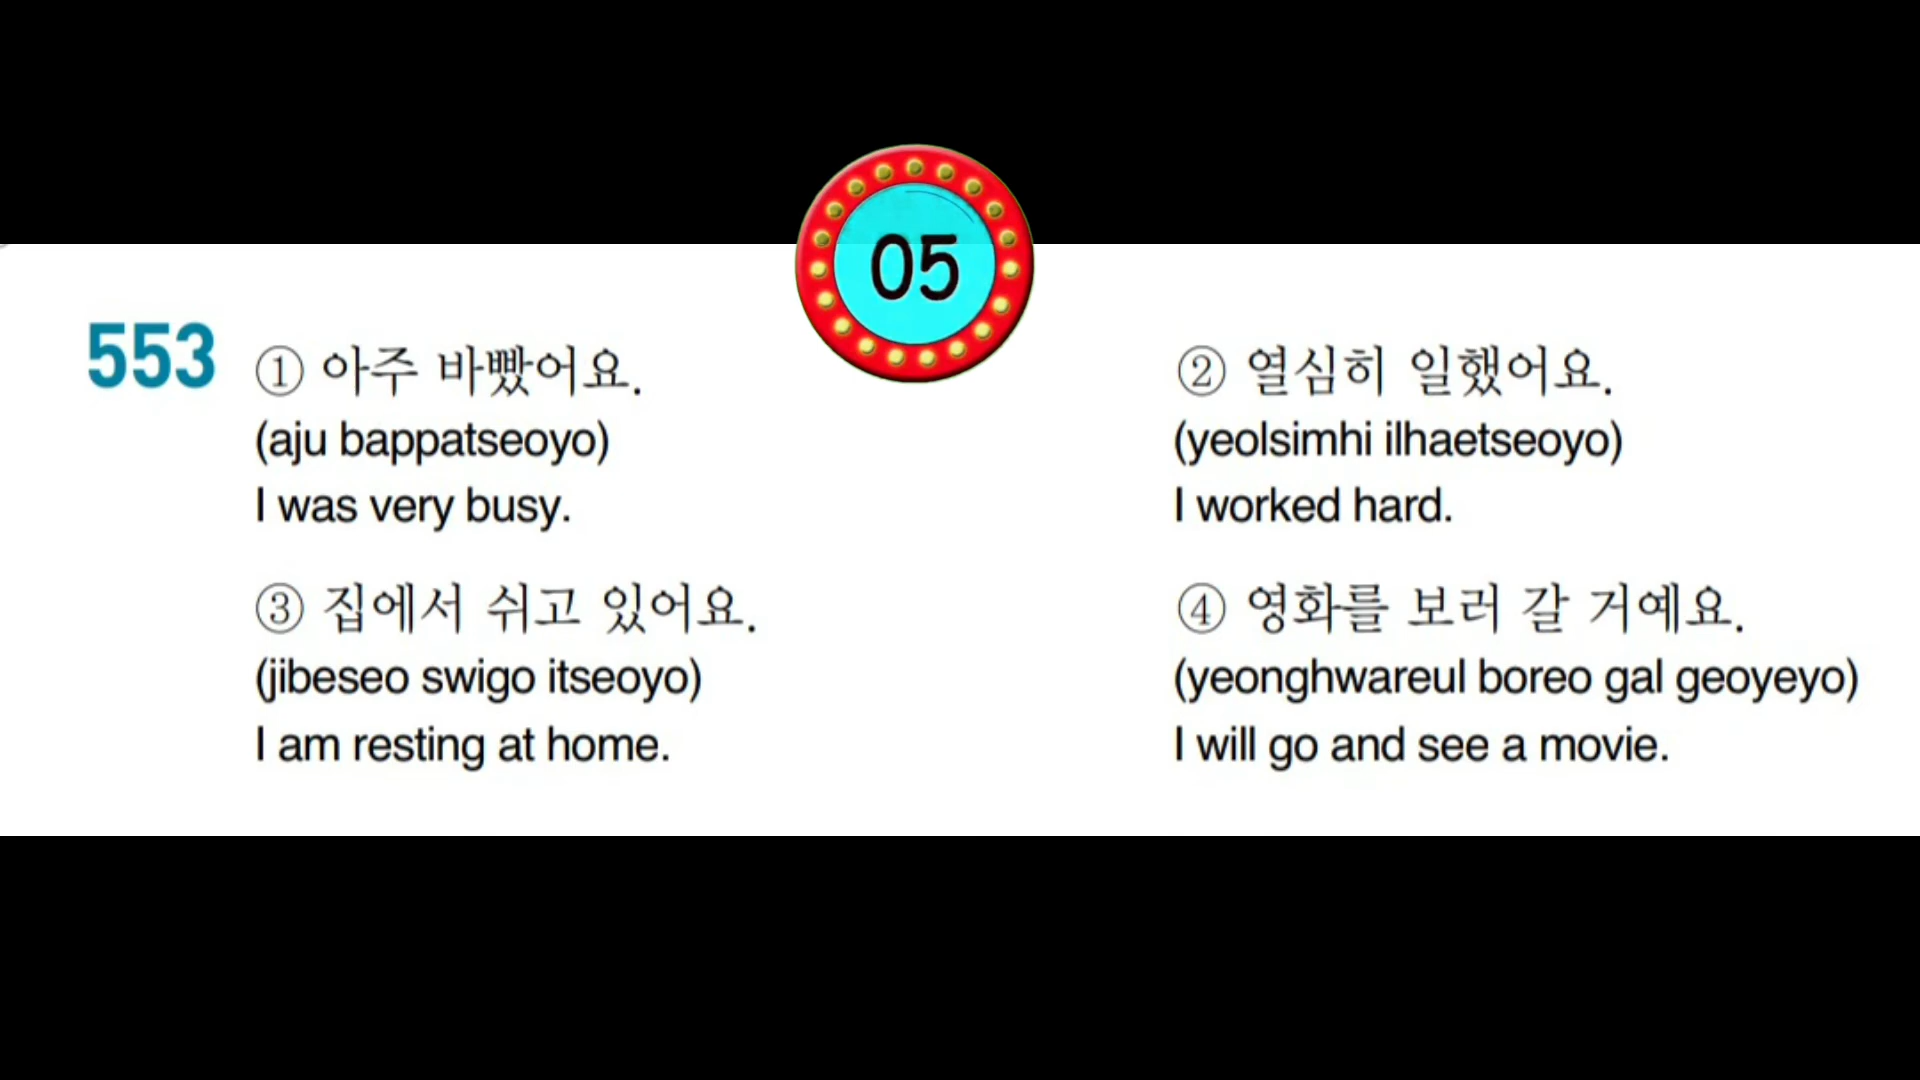 05
553
① 아주 바빴어요.
(aju bappatseoyo)
I was very busy.
② 열심히 일했어요.
(yeolsimhi ilhaetseoyo)
I worked hard.
③ 집에서 쉬고 있어요.
(jibeseo swigo itseoyo)
I am resting at home.
④ 영화를 보러 갈 거예요.
(yeonghwareul boreo gal geoyeyo)
I will go and see a movie.